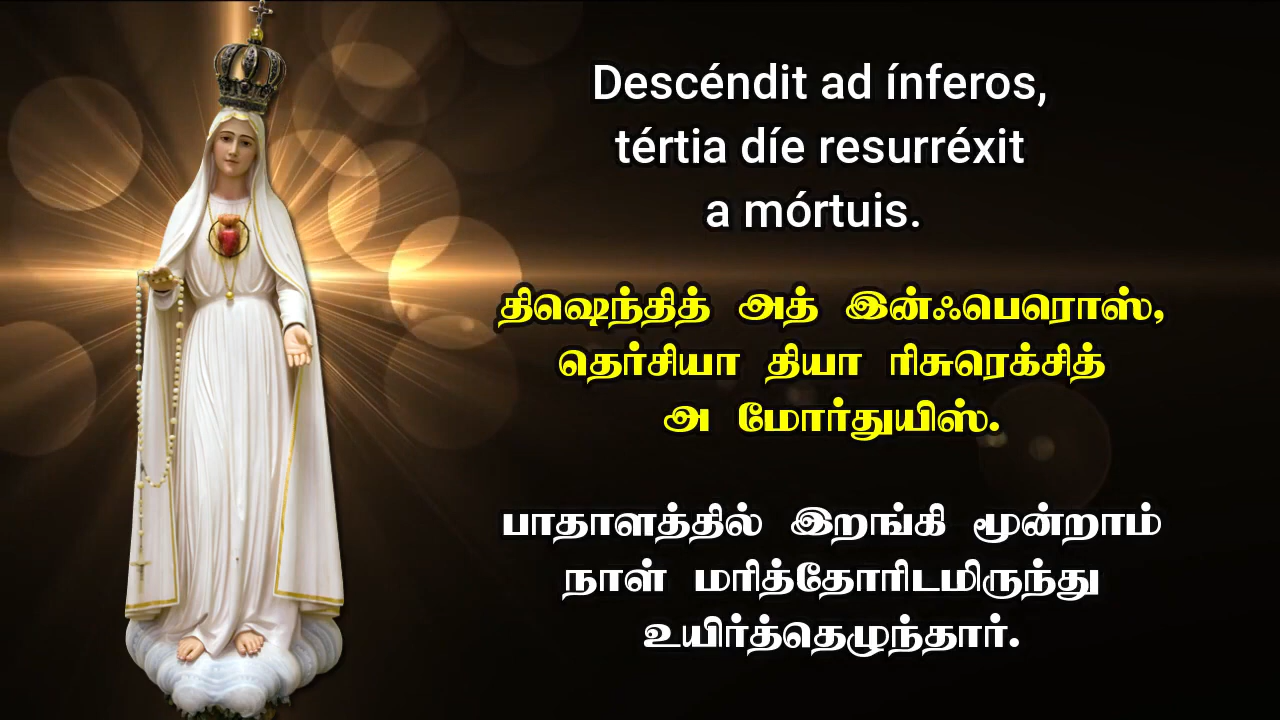 Descéndit ad ínferos,
tértia díe resurréxit
a mórtuis.
திஷெந்தித் அத் இன்ஃபெரொஸ்,
தெர்சியா தியா ரிசுரெக்சித்
அ மோர்துயிஸ்.
பாதாளத்தில் இறங்கி மூன்றாம்
நாள் மரித்தோரிடமிருந்து
உயிர்த்தெழுந்தார்.